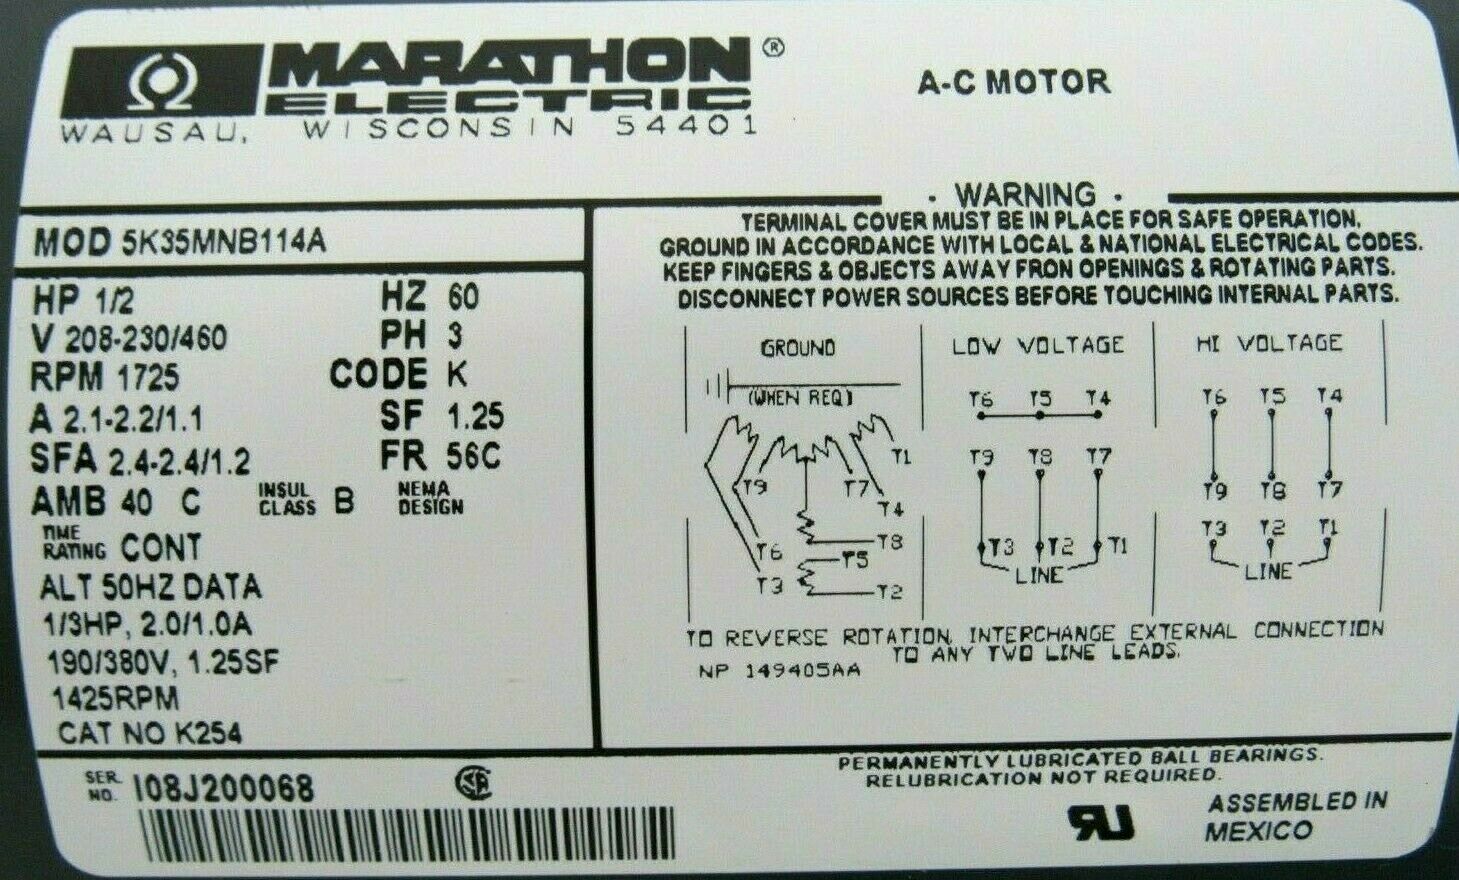 MARATHON®
ELECTRIC
WAUSAU, WISCONSIN 54401
A-C MOTOR
MOD 5K35MNB114A
HP 1/2 HZ 60
V 208-230/460 PH 3
RPM 1725 CODE K
A 2.1-2.2/1.1 SF 1.25
SFA 2.4-2.4/1.2 FR 56C
AMB 40 C INSUL CLASS B NEMA DESIGN
TIME RATING CONT
ALT 50HZ DATA
1/3HP, 2.0/1.0A
190/380V, 1.25SF
1425RPM
CAT NO K254
· WARNING ·
TERMINAL COVER MUST BE IN PLACE FOR SAFE OPERATION.
GROUND IN ACCORDANCE WITH LOCAL & NATIONAL ELECTRICAL CODES.
KEEP FINGERS & OBJECTS AWAY FRON OPENINGS & ROTATING PARTS.
DISCONNECT POWER SOURCES BEFORE TOUCHING INTERNAL PARTS.
GROUND
(WHEN REQ)
T1
T9 T7
T4
T8
T6 T5
T3 T2
LOW VOLTAGE
T6 T5 T4
T9 T8 T7
T3 T2 T1
LINE
HI VOLTAGE
T6 T5 T4
T9 T8 T7
T3 T2 T1
LINE
TO REVERSE ROTATION, INTERCHANGE EXTERNAL CONNECTION
TO ANY TWO LINE LEADS.
NP 149405AA
SER. NO. I08J200068
SA
PERMANENTLY LUBRICATED BALL BEARINGS.
RELUBRICATION NOT REQUIRED.
RU
ASSEMBLED IN
MEXICO